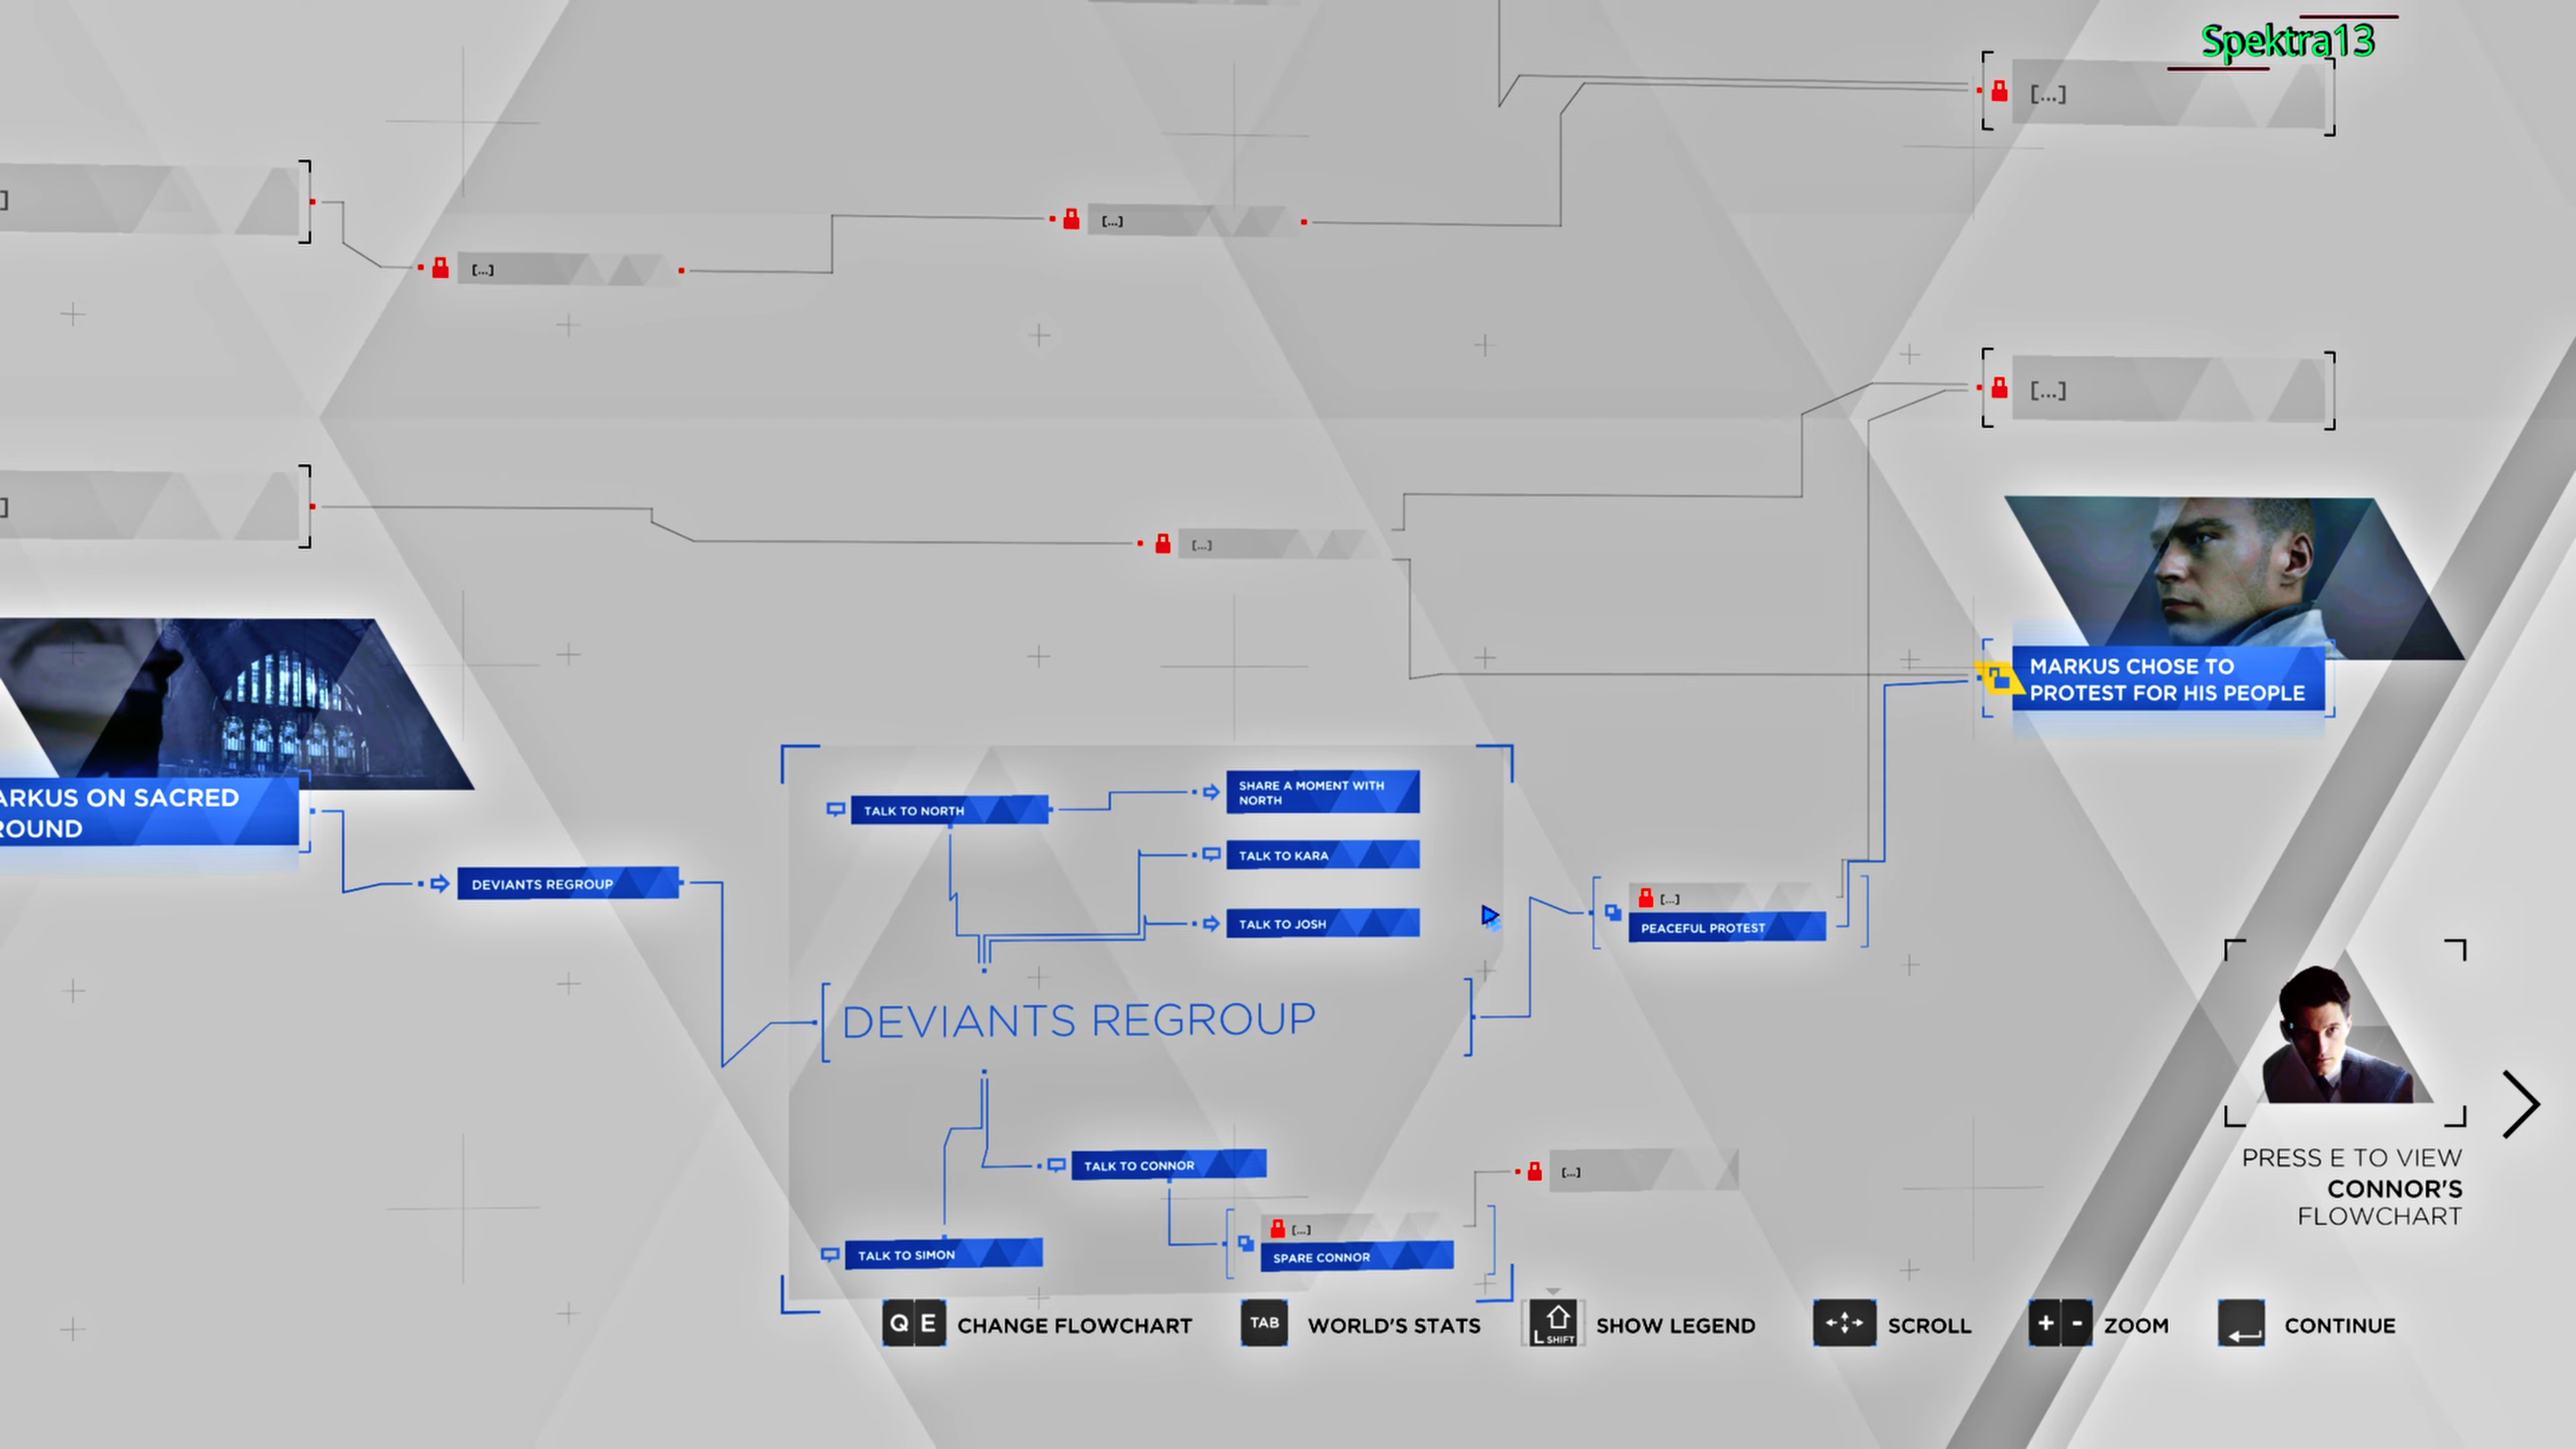 Spektra13
[...]
]
[...]
[...]
[...]
]
[...]
MARKUS CHOSE TO
PROTEST FOR HIS PEOPLE
ARKUS ON SACRED
ROUND
DEVIANTS REGROUP
TALK TO NORTH
SHARE A MOMENT WITH
NORTH
TALK TO KARA
TALK TO JOSH
[...]
PEACEFUL PROTEST
DEVIANTS REGROUP
TALK TO CONNOR
[...]
[...]
SPARE CONNOR
TALK TO SIMON
PRESS E TO VIEW
CONNOR'S
FLOWCHART
Q E CHANGE FLOWCHART
TAB WORLD'S STATS
L SHIFT SHOW LEGEND
SCROLL
+ - ZOOM
CONTINUE